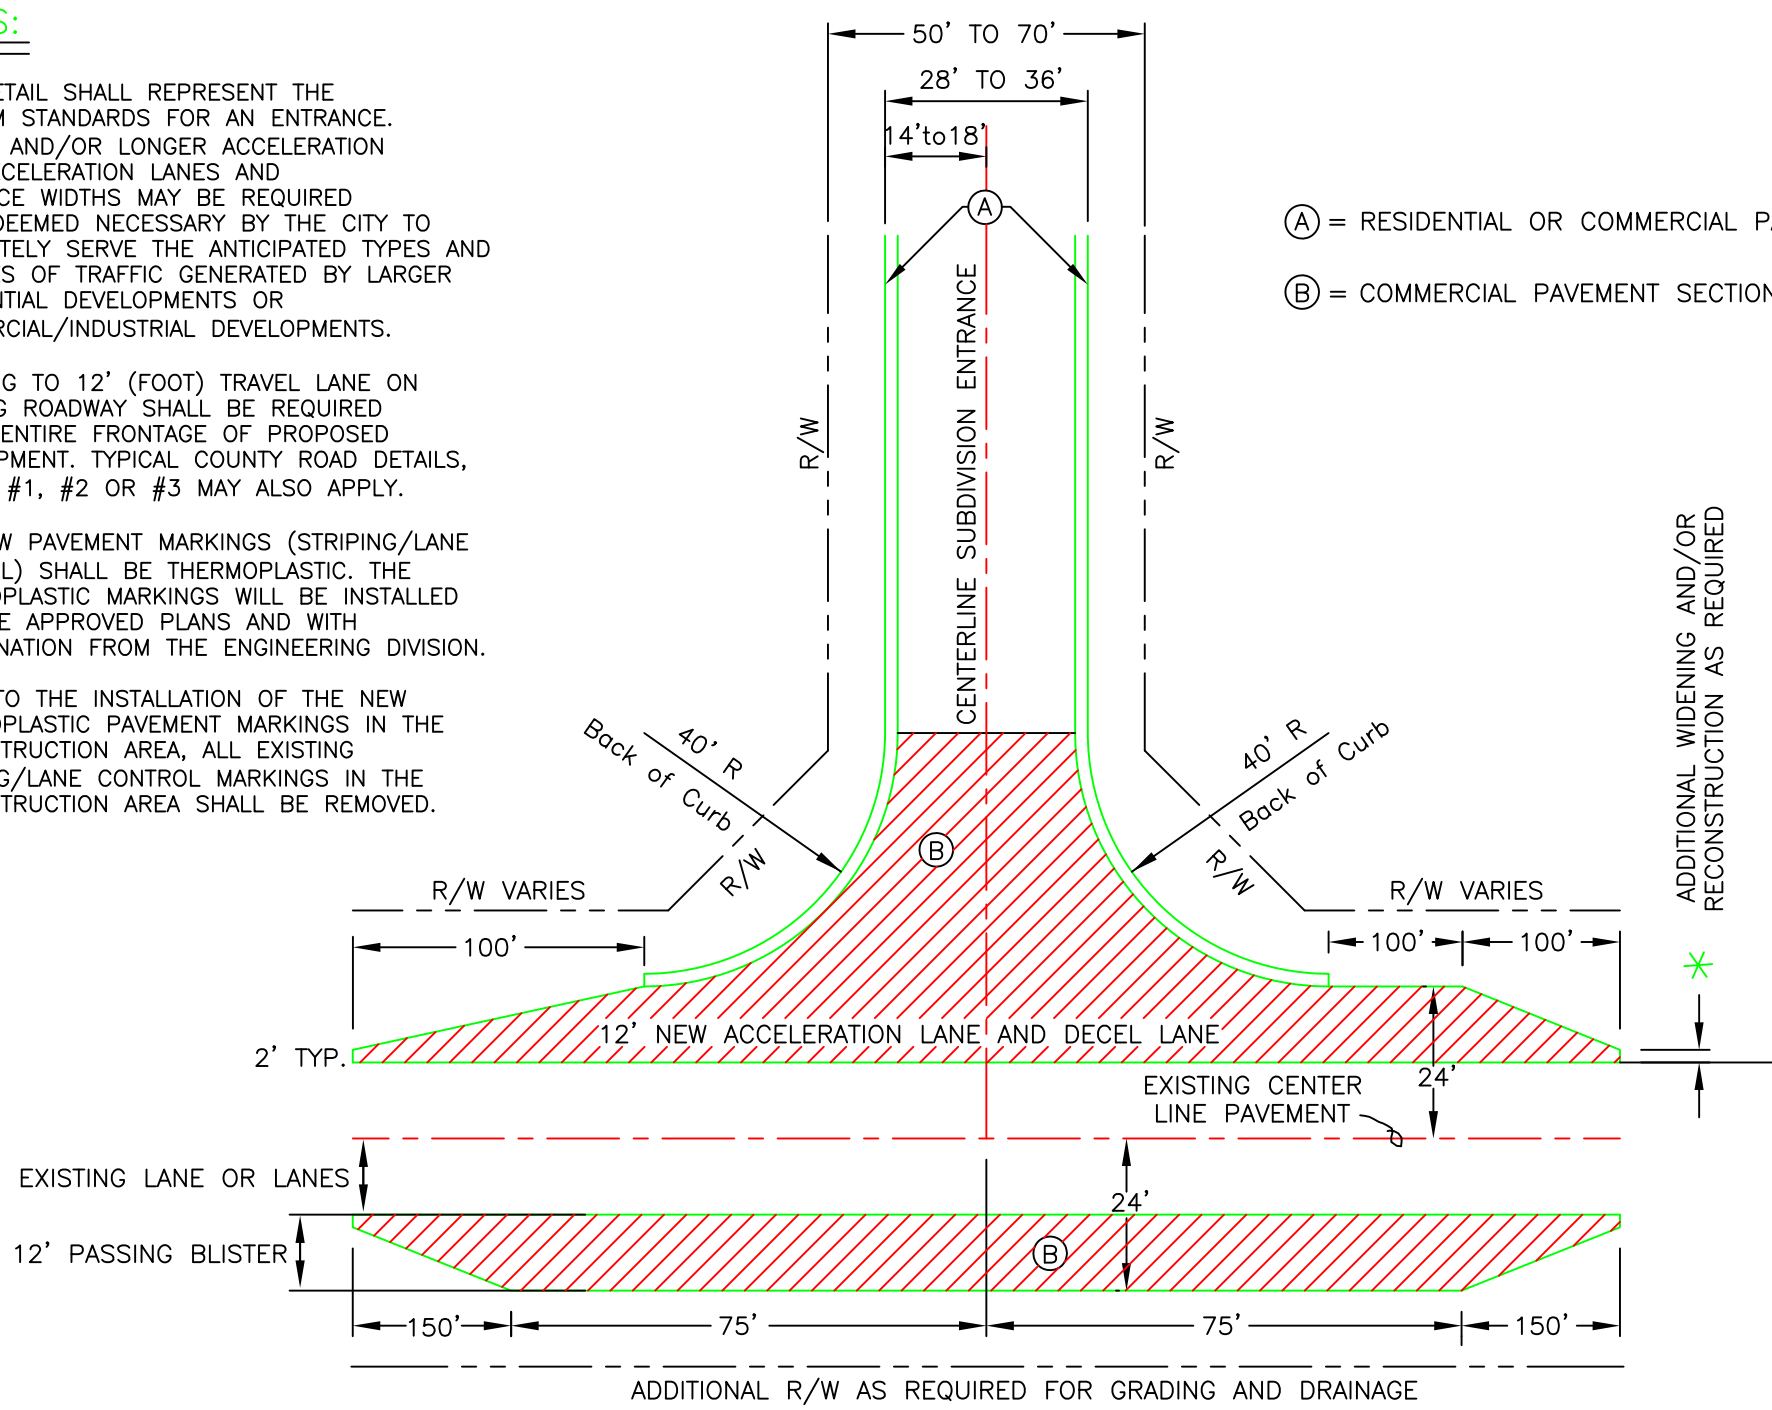 S:
ETAIL SHALL REPRESENT THE
M STANDARDS FOR AN ENTRANCE.
AND/OR LONGER ACCELERATION
CELERATION LANES AND
CE WIDTHS MAY BE REQUIRED
DEEMED NECESSARY BY THE CITY TO
TELY SERVE THE ANTICIPATED TYPES AND
S OF TRAFFIC GENERATED BY LARGER
NTIAL DEVELOPMENTS OR
RCIAL/INDUSTRIAL DEVELOPMENTS.
G TO 12' (FOOT) TRAVEL LANE ON
G ROADWAY SHALL BE REQUIRED
ENTIRE FRONTAGE OF PROPOSED
PMENT. TYPICAL COUNTY ROAD DETAILS,
#1, #2 OR #3 MAY ALSO APPLY.
W PAVEMENT MARKINGS (STRIPING/LANE
L) SHALL BE THERMOPLASTIC. THE
OPLASTIC MARKINGS WILL BE INSTALLED
E APPROVED PLANS AND WITH
NATION FROM THE ENGINEERING DIVISION.
TO THE INSTALLATION OF THE NEW
OPLASTIC PAVEMENT MARKINGS IN THE
STRUCTION AREA, ALL EXISTING
G/LANE CONTROL MARKINGS IN THE
STRUCTION AREA SHALL BE REMOVED.
50' TO 70'
28' TO 36'
14'to18'
A
A = RESIDENTIAL OR COMMERCIAL PA
B = COMMERCIAL PAVEMENT SECTION
R/W
CENTERLINE SUBDIVISION ENTRANCE
R/W
40' R
Back of Curb
40' R
Back of Curb
ADDITIONAL WIDENING AND/OR
RECONSTRUCTION AS REQUIRED
*
B
R/W
R/W
R/W VARIES
R/W VARIES
100'
100'
100'
12' NEW ACCELERATION LANE AND DECEL LANE
2' TYP.
24'
EXISTING CENTER
LINE PAVEMENT
EXISTING LANE OR LANES
24'
12' PASSING BLISTER
B
150'
75'
75'
150'
ADDITIONAL R/W AS REQUIRED FOR GRADING AND DRAINAGE